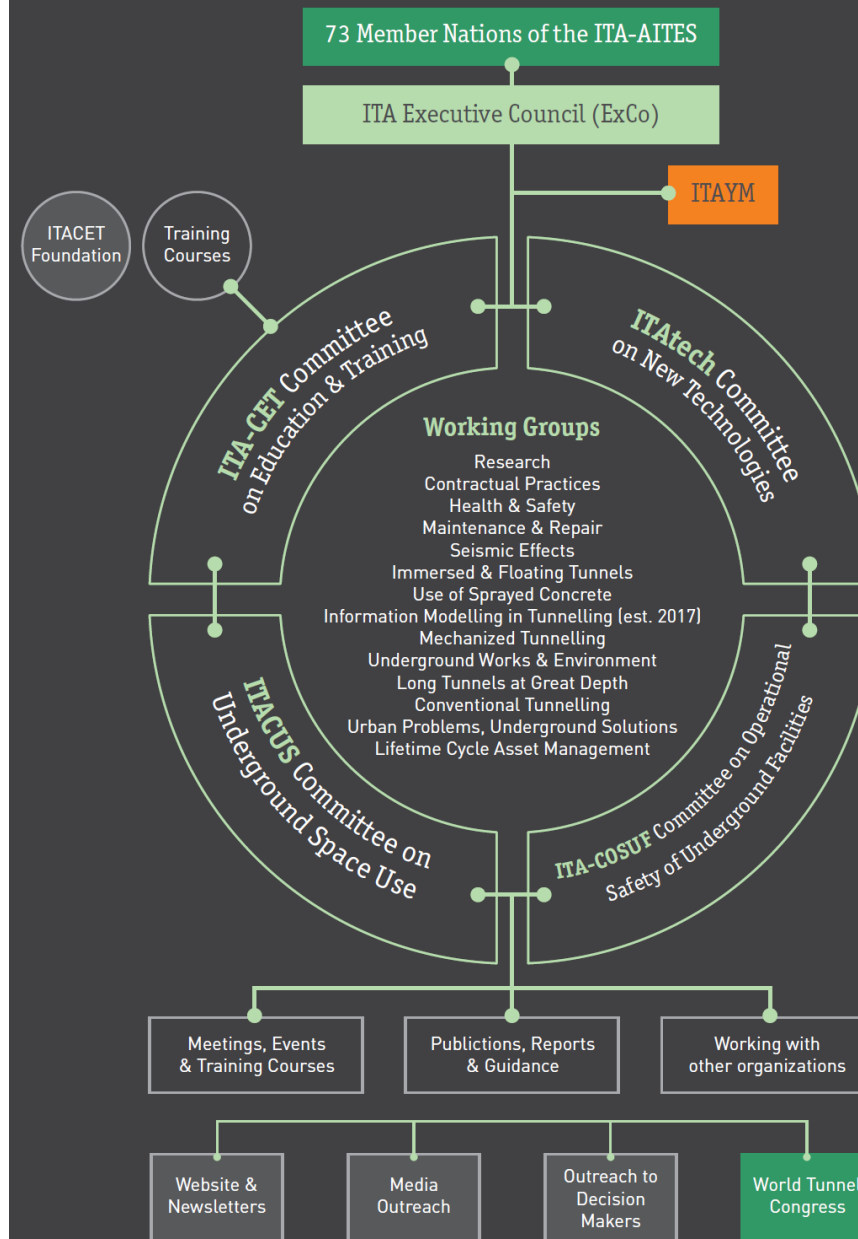 73 Member Nations of the ITA-AITES
ITA Executive Council (ExCo)
ITAYM
ITACET
Foundation
Training
Courses
ITA-CET Committee
on Education & Training
ITAtech Committee
on New Technologies
Working Groups
Research
Contractual Practices
Health & Safety
Maintenance & Repair
Seismic Effects
Immersed & Floating Tunnels
Use of Sprayed Concrete
Information Modelling in Tunnelling (est. 2017)
Mechanized Tunnelling
Underground Works & Environment
Long Tunnels at Great Depth
Conventional Tunnelling
Urban Problems, Underground Solutions
Lifetime Cycle Asset Management
ITACUS Committee on
Underground Space Use
ITA-COSUF Committee on Operational
Safety of Underground Facilities
Meetings, Events
& Training Courses
Publictions, Reports
& Guidance
Working with
other organizations
Website &
Newsletters
Media
Outreach
Outreach to
Decision
Makers
World Tunnel
Congress